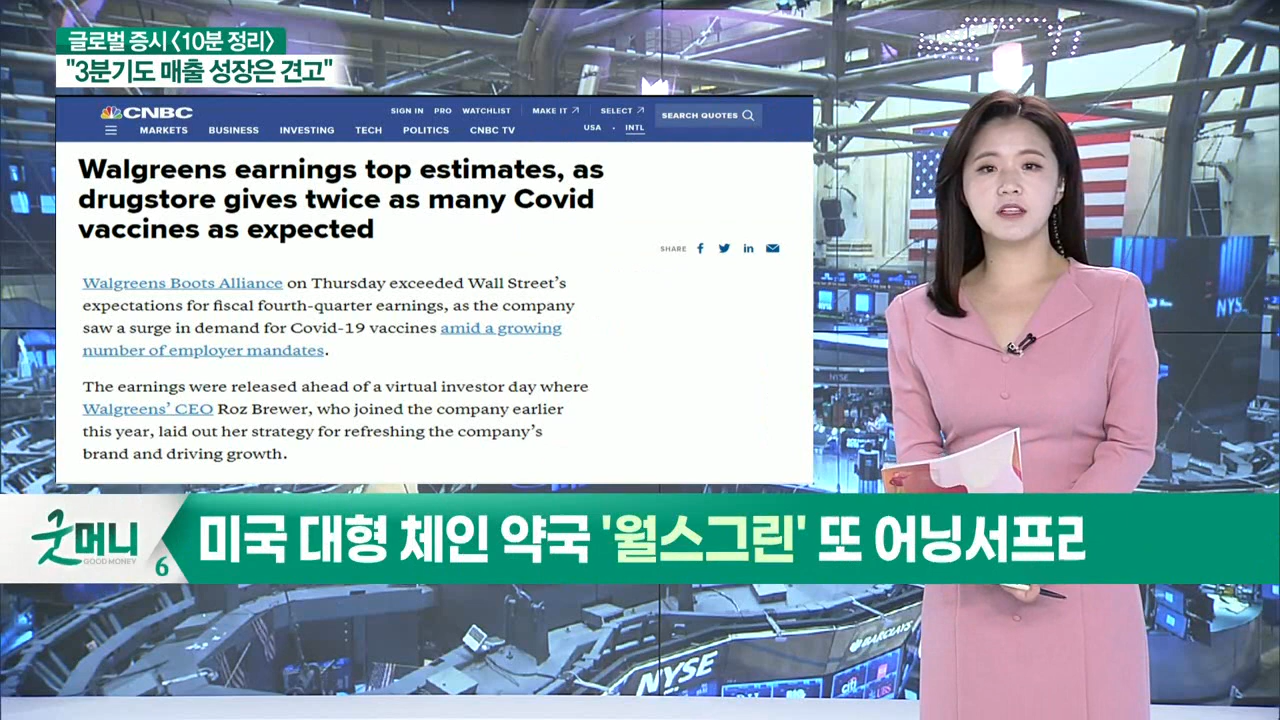 글로벌 증시 <10분 정리>
"3분기도 매출 성장은 견고"
CNBC
SIGN IN PRO WATCHLIST MAKE IT SELECT SEARCH QUOTES
MARKETS BUSINESS INVESTING TECH POLITICS CNBC TV USA · INTL
Walgreens earnings top estimates, as
drugstore gives twice as many Covid
vaccines as expected
SHARE
Walgreens Boots Alliance on Thursday exceeded Wall Street's
expectations for fiscal fourth-quarter earnings, as the company
saw a surge in demand for Covid-19 vaccines amid a growing
number of employer mandates.
The earnings were released ahead of a virtual investor day where
Walgreens' CEO Roz Brewer, who joined the company earlier
this year, laid out her strategy for refreshing the company's
brand and driving growth.
NYS
NYSE
굿머니
GOOD MONEY
6
미국 대형 체인 약국 '월스그린' 또 어닝서프
NYSE
BARCLAYS
citi
UBS